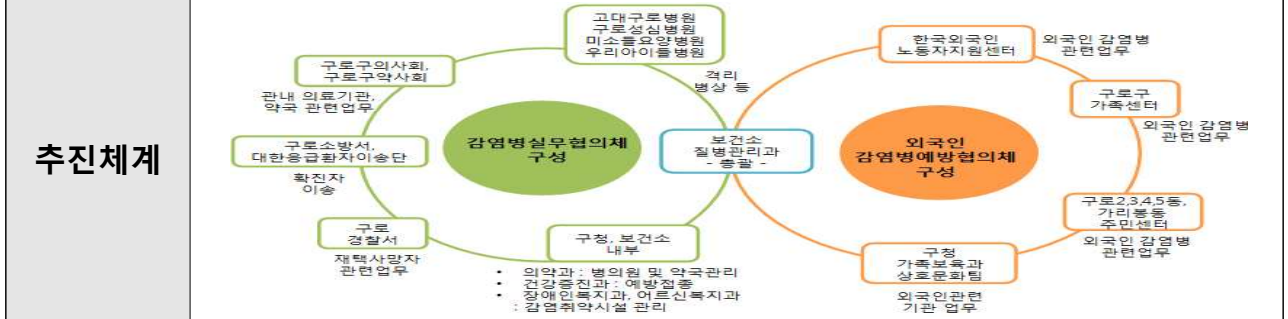 추진체계
고대구로병원
구로성심병원
미소들요양병원
우리아이들병원
격리
병상 등
구로구의사회,
구로구약사회
관내 의료기관,
약국 관련업무
구로소방서,
대한응급환자이송단
확진자
이송
구로
경찰서
재택사망자
관련업무
감염병실무협의체
구성
구청, 보건소
내부
• 의약과 : 병의원 및 약국관리
• 건강증진과 : 예방접종
• 장애인복지과, 어르신복지과
: 감염취약시설 관리
보건소
질병관리과
- 총괄 -
한국외국인
노동자지원센터
외국인 감염병
관련업무
구로구
가족센터
외국인 감염병
관련업무
외국인
감염병예방협의체
구성
구로2,3,4,5동,
가리봉동
주민센터
외국인 감염병
관련업무
구청
가족보육과
상호문화팀
외국인관련
기관 업무